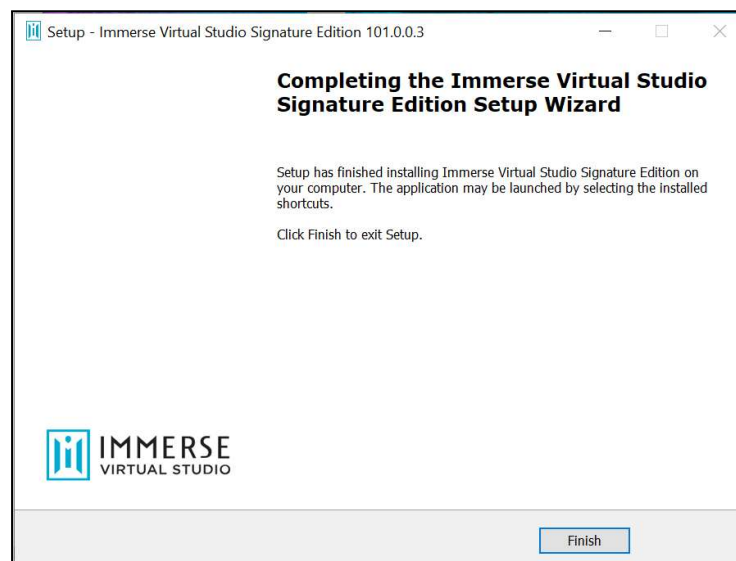 Setup - Immerse Virtual Studio Signature Edition 101.0.0.3
Completing the Immerse Virtual Studio
Signature Edition Setup Wizard
Setup has finished installing Immerse Virtual Studio Signature Edition on
your computer. The application may be launched by selecting the installed
shortcuts.
Click Finish to exit Setup.
IMMERSE
VIRTUAL STUDIO
Finish